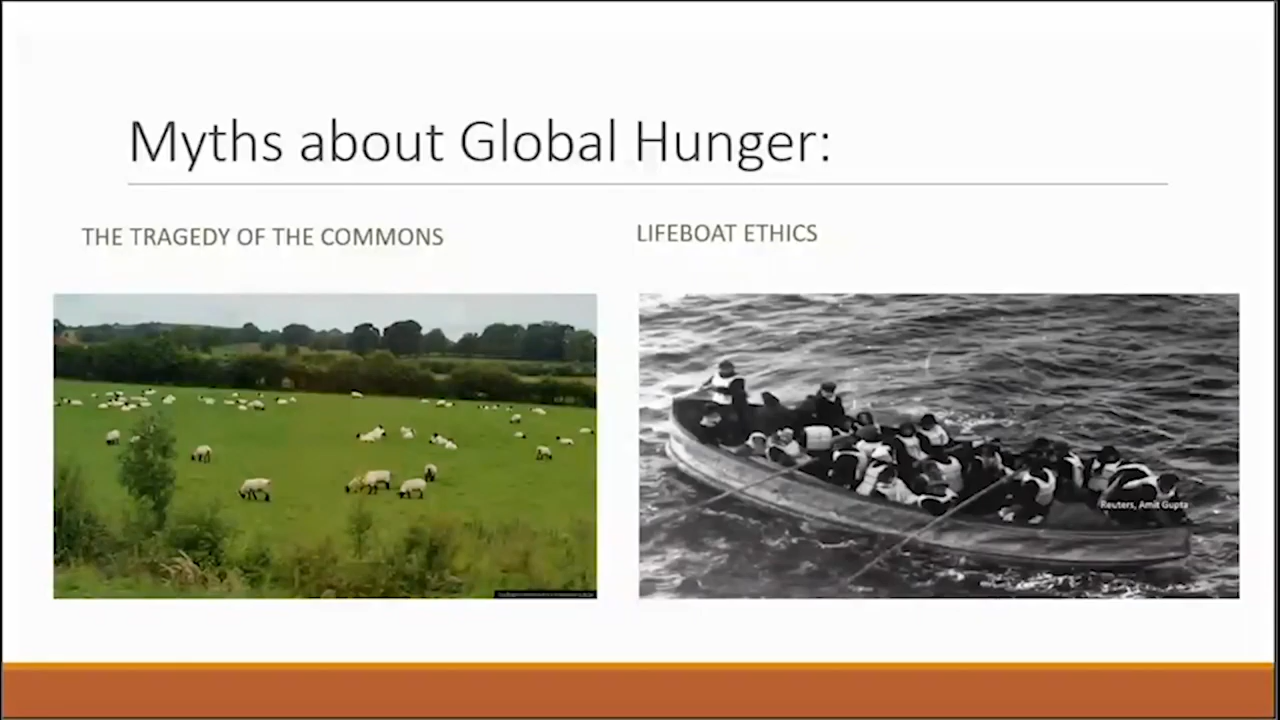 Myths about Global Hunger:
THE TRAGEDY OF THE COMMONS
LIFEBOAT ETHICS
Reuters, Amit Gupta